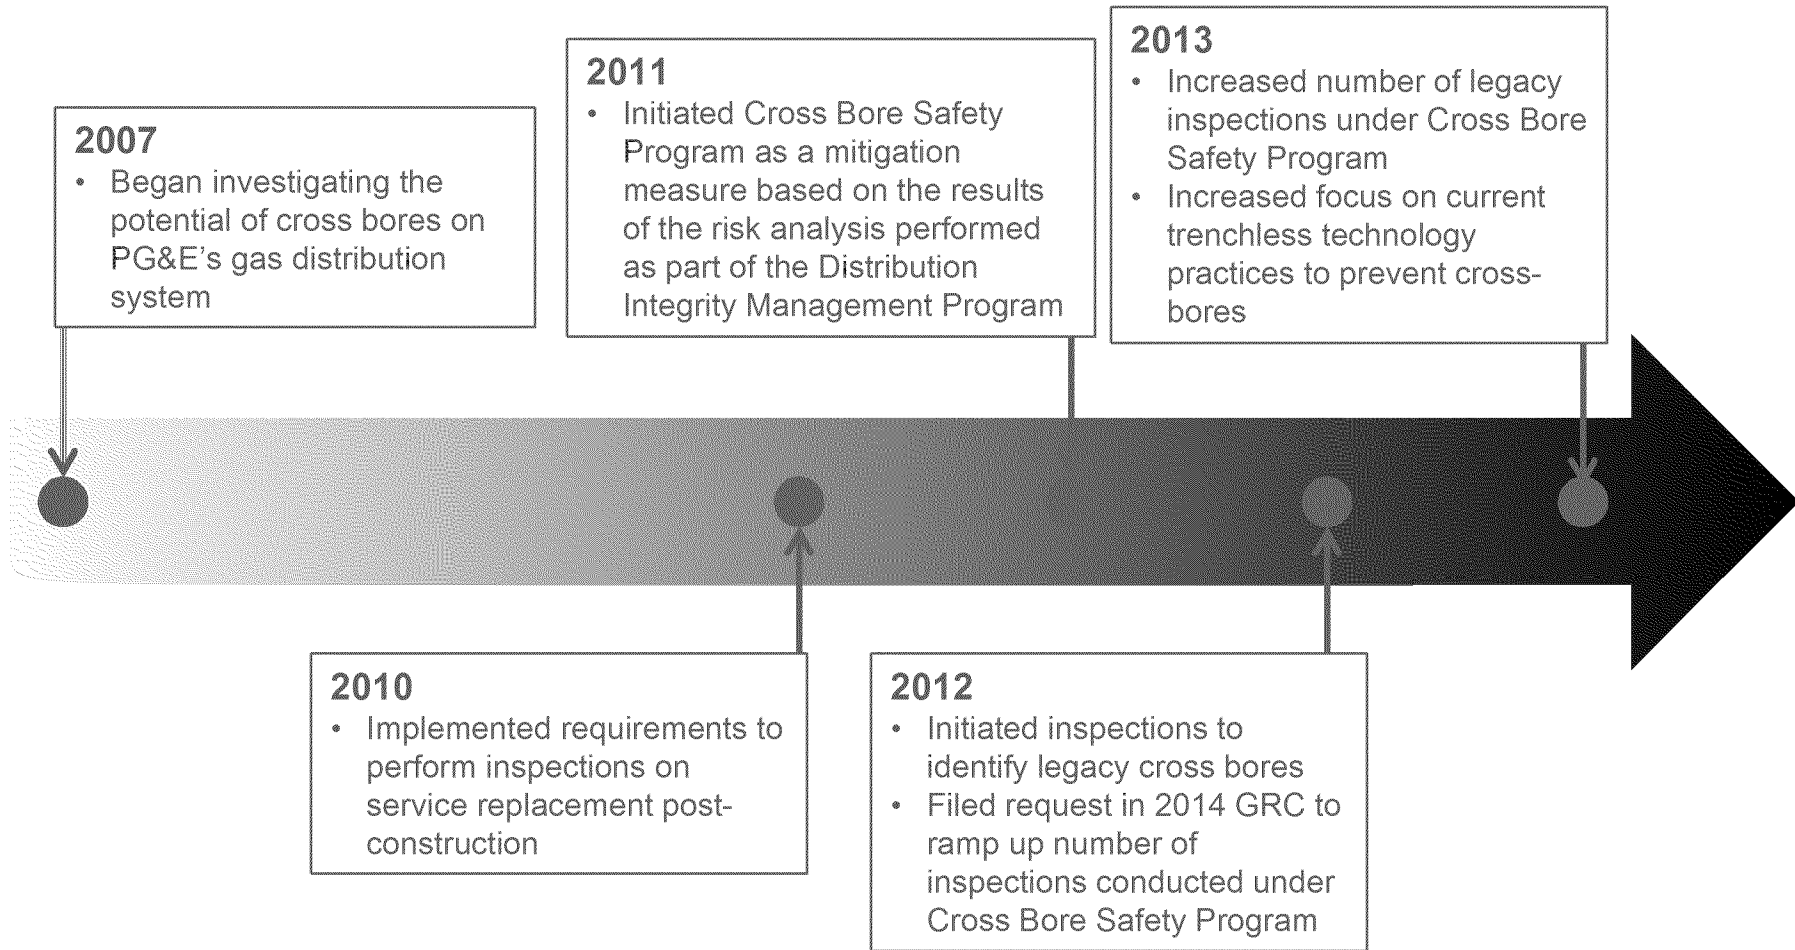 2007
• Began investigating the
potential of cross bores on
PG&E's gas distribution
system
2010
• Implemented requirements to
perform inspections on
service replacement post-
construction
2011
• Initiated Cross Bore Safety
Program as a mitigation
measure based on the results
of the risk analysis performed
as part of the Distribution
Integrity Management Program
2012
• Initiated inspections to
identify legacy cross bores
• Filed request in 2014 GRC to
ramp up number of
inspections conducted under
Cross Bore Safety Program
2013
• Increased number of legacy
inspections under Cross Bore
Safety Program
• Increased focus on current
trenchless technology
practices to prevent cross-
bores